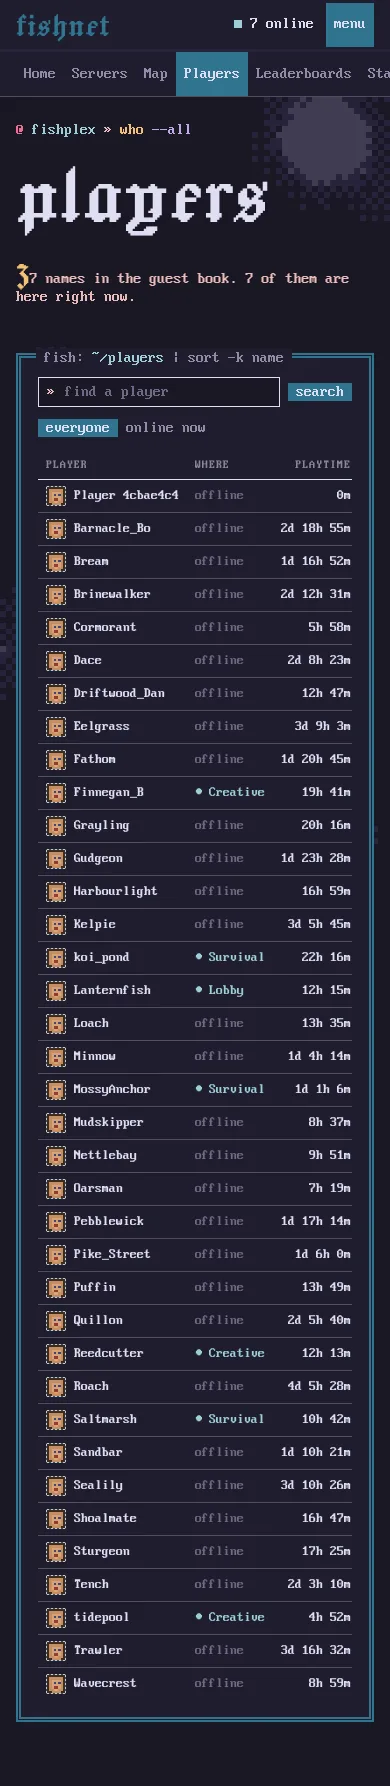 fishnet
7 online
menu
Home Servers Map Players Leaderboards Sta
@ fishplex » who --all
players
37 names in the guest book. 7 of them are
here right now.
fish: ~/players | sort -k name
» find a player
search
everyone online now
PLAYER WHERE PLAYTIME
Player 4cbae4c4 offline 0m
Barnacle_Bo offline 2d 18h 55m
Bream offline 1d 16h 52m
Brinewalker offline 2d 12h 31m
Cormorant offline 5h 58m
Dace offline 2d 8h 23m
Driftwood_Dan offline 12h 47m
Eelgrass offline 3d 9h 3m
Fathom offline 1d 20h 45m
Finnegan_B • Creative 19h 41m
Grayling offline 20h 16m
Gudgeon offline 1d 23h 28m
Harbourlight offline 16h 59m
Kelpie offline 3d 5h 45m
koi_pond • Survival 22h 16m
Lanternfish • Lobby 12h 15m
Loach offline 13h 35m
Minnow offline 1d 4h 14m
MossyAnchor • Survival 1d 1h 6m
Mudskipper offline 8h 37m
Nettlebay offline 9h 51m
Oarsman offline 7h 19m
Pebblewick offline 1d 17h 14m
Pike_Street offline 1d 6h 0m
Puffin offline 13h 49m
Quillon offline 2d 5h 40m
Reedcutter • Creative 12h 13m
Roach offline 4d 5h 28m
Saltmarsh • Survival 10h 42m
Sandbar offline 1d 10h 21m
Sealily offline 3d 10h 26m
Shoalmate offline 16h 47m
Sturgeon offline 17h 25m
Tench offline 2d 3h 10m
tidepool • Creative 4h 52m
Trawler offline 3d 16h 32m
Wavecrest offline 8h 59m